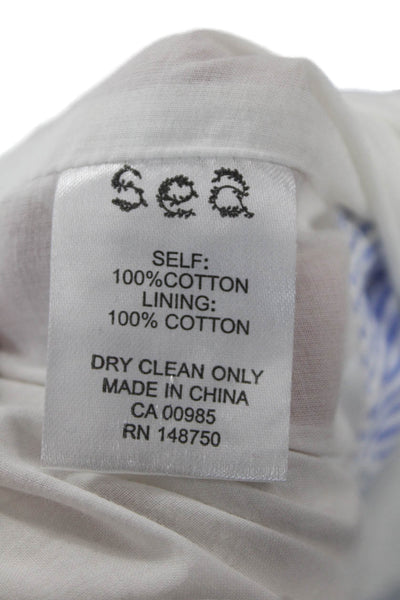 sea
SELF:
100%COTTON
LINING:
100% COTTON
DRY CLEAN ONLY
MADE IN CHINA
CA 00985
RN 148750